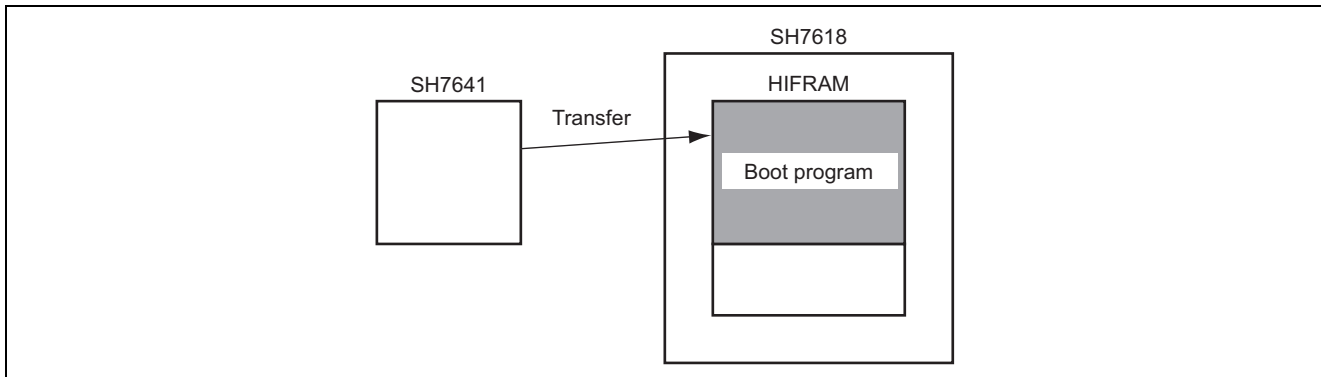 SH7618
SH7641
HIFRAM
Transfer
Boot program